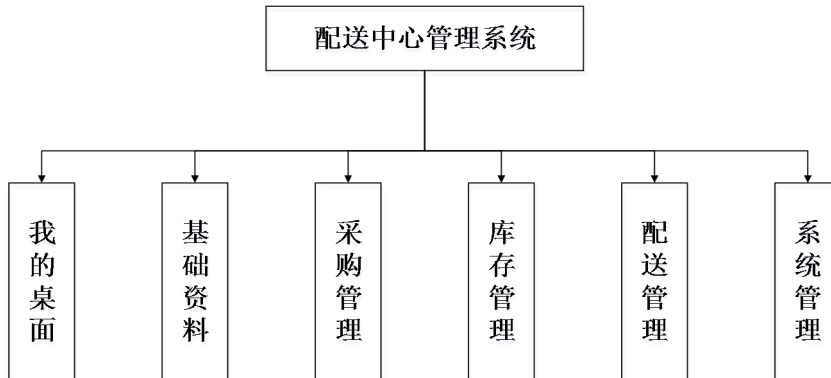 配送中心管理系统
我的桌面
基础资料
采购管理
库存管理
配送管理
系统管理